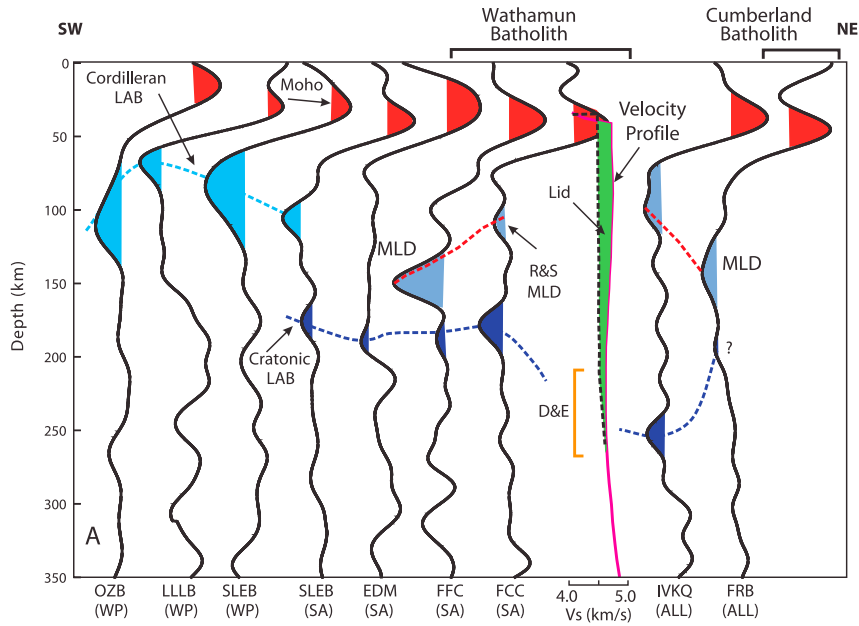 Wathamun
Batholith
Cumberland
Batholith
SW
NE
Cordilleran
LAB
Moho
Velocity
Profile
Lid
MLD
R&S
MLD
MLD
Cratonic
LAB
?
D&E
A
Depth (km)
0
50
100
150
200
250
300
350
OZB
(WP)
LLLB
(WP)
SLEB
(WP)
SLEB
(SA)
EDM
(SA)
FFC
(SA)
FCC
(SA)
4.0 5.0
Vs (km/s)
IVKQ
(ALL)
FRB
(ALL)